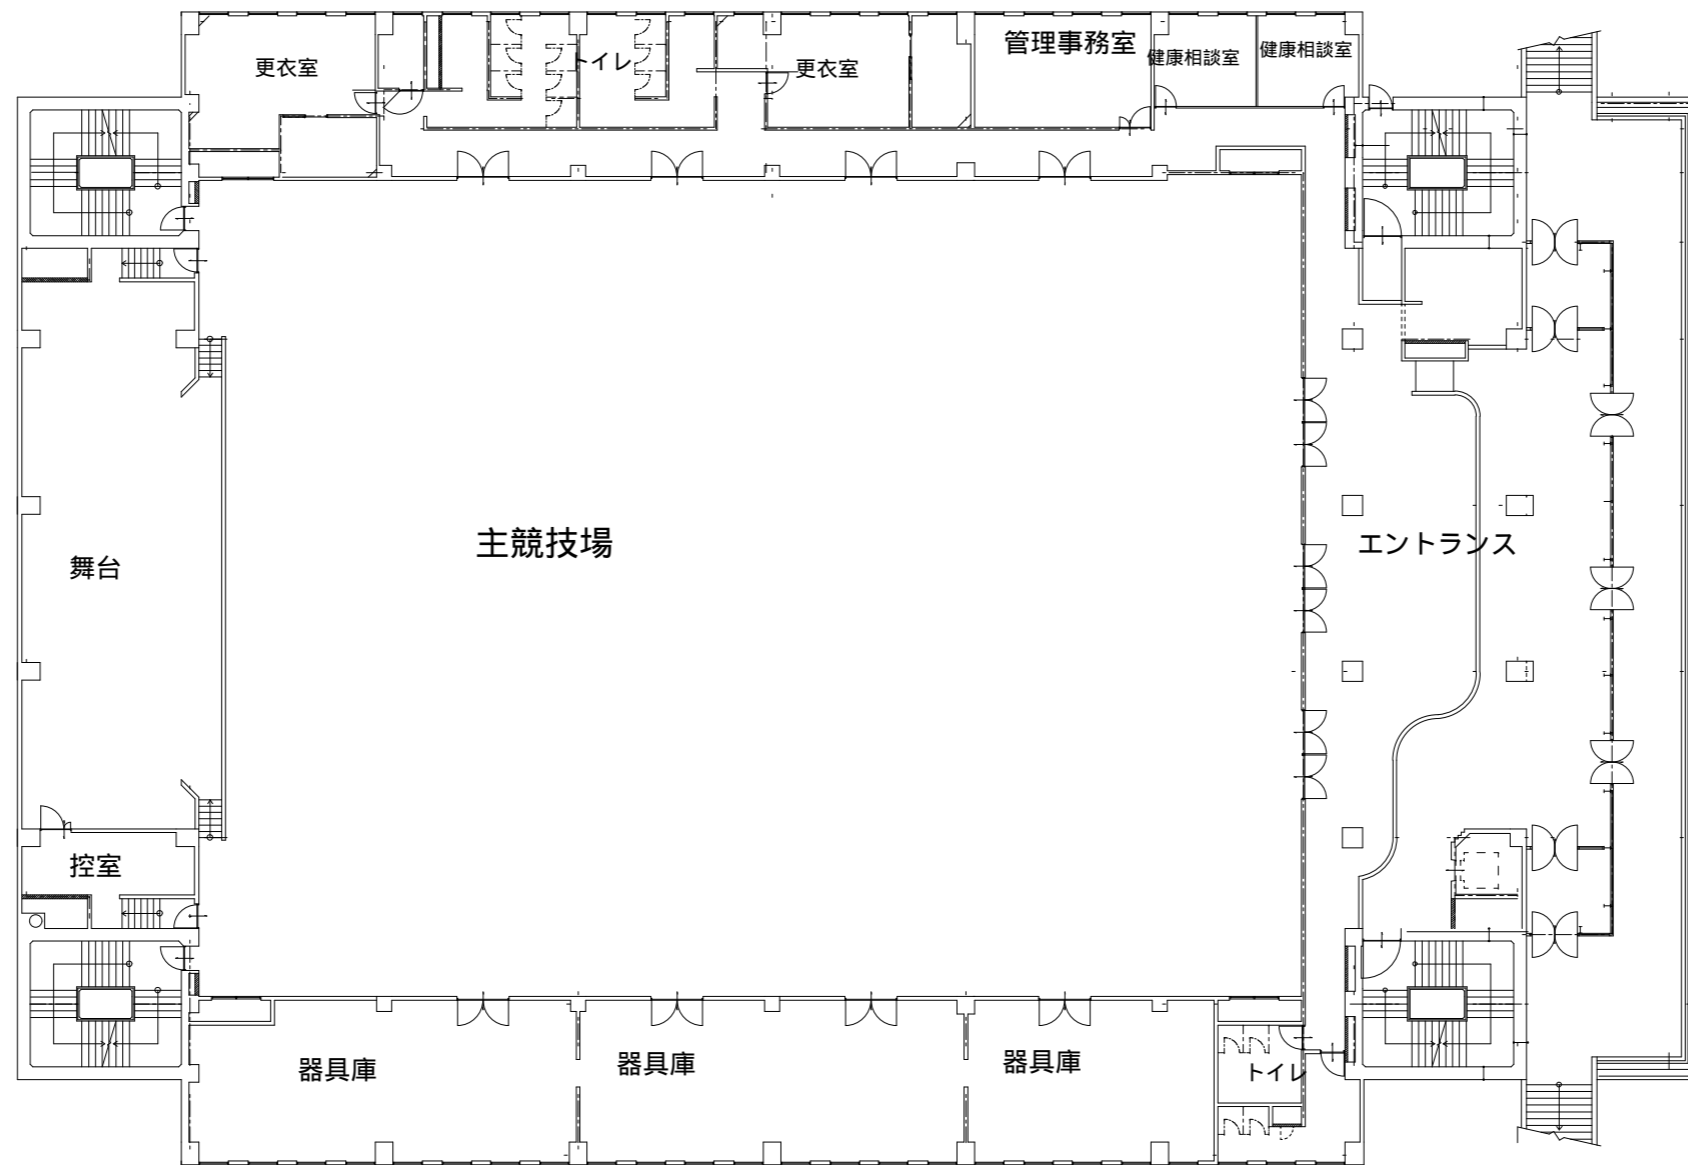 更衣室
トイレ
更衣室
管理事務室
健康相談室
健康相談室
主競技場
エントランス
舞台
控室
器具庫
器具庫
器具庫
トイレ